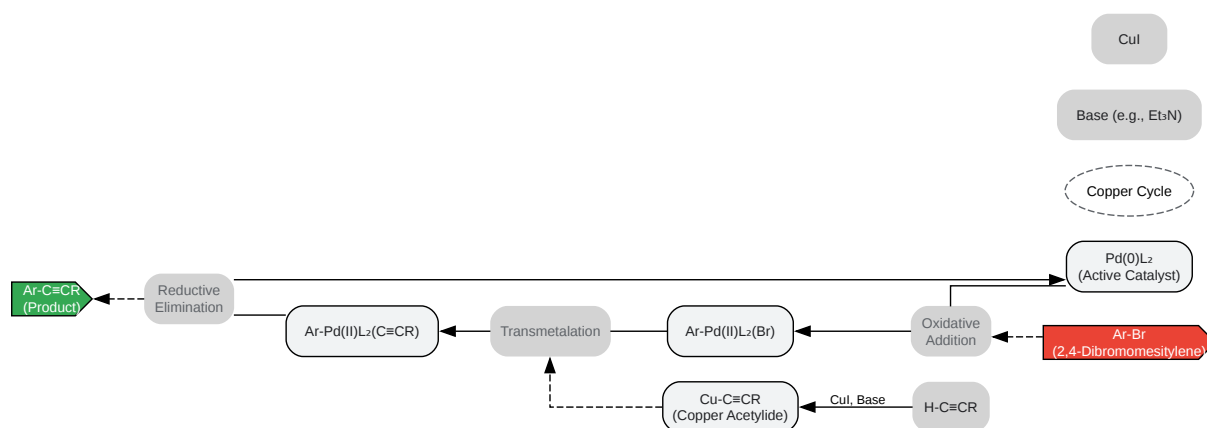 CuI
Base (e.g., Et₃N)
Copper Cycle
Pd(0)L₂
(Active Catalyst)
Ar-C≡CR
(Product)
Reductive
Elimination
Ar-Pd(II)L₂(C≡CR)
Transmetalation
Ar-Pd(II)L₂(Br)
Oxidative
Addition
Ar-Br
(2,4-Dibromomesitylene)
Cu-C≡CR
(Copper Acetylide)
CuI, Base
H-C≡CR